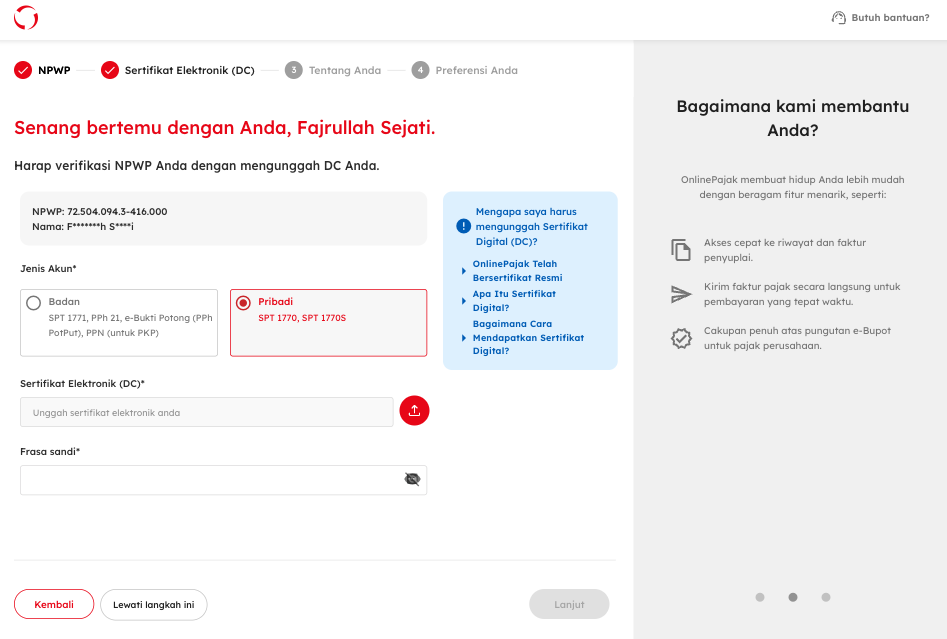 Butuh bantuan?
NPWP
Sertifikat Elektronik (DC)
3
Tentang Anda
4
Preferensi Anda
Senang bertemu dengan Anda, Fajrullah Sejati.
Harap verifikasi NPWP Anda dengan mengunggah DC Anda.
NPWP: 72.504.094.3-416.000
Nama: F*******h S****i
Jenis Akun*
Badan
SPT 1771, PPh 21, e-Bukti Potong (PPh
PotPut), PPN (untuk PKP)
Pribadi
SPT 1770, SPT 1770S
Sertifikat Elektronik (DC)*
Unggah sertifikat elektronik anda
Frasa sandi*
Mengapa saya harus
mengunggah Sertifikat
Digital (DC)?
OnlinePajak Telah
Bersertifikat Resmi
Apa Itu Sertifikat
Digital?
Bagaimana Cara
Mendapatkan Sertifikat
Digital?
Kembali
Lewati langkah ini
Lanjut
Bagaimana kami membantu
Anda?
OnlinePajak membuat hidup Anda lebih mudah
dengan beragam fitur menarik, seperti:
Akses cepat ke riwayat dan faktur
penyuplai.
Kirim faktur pajak secara langsung untuk
pembayaran yang tepat waktu.
Cakupan penuh atas pungutan e-Bupot
untuk pajak perusahaan.